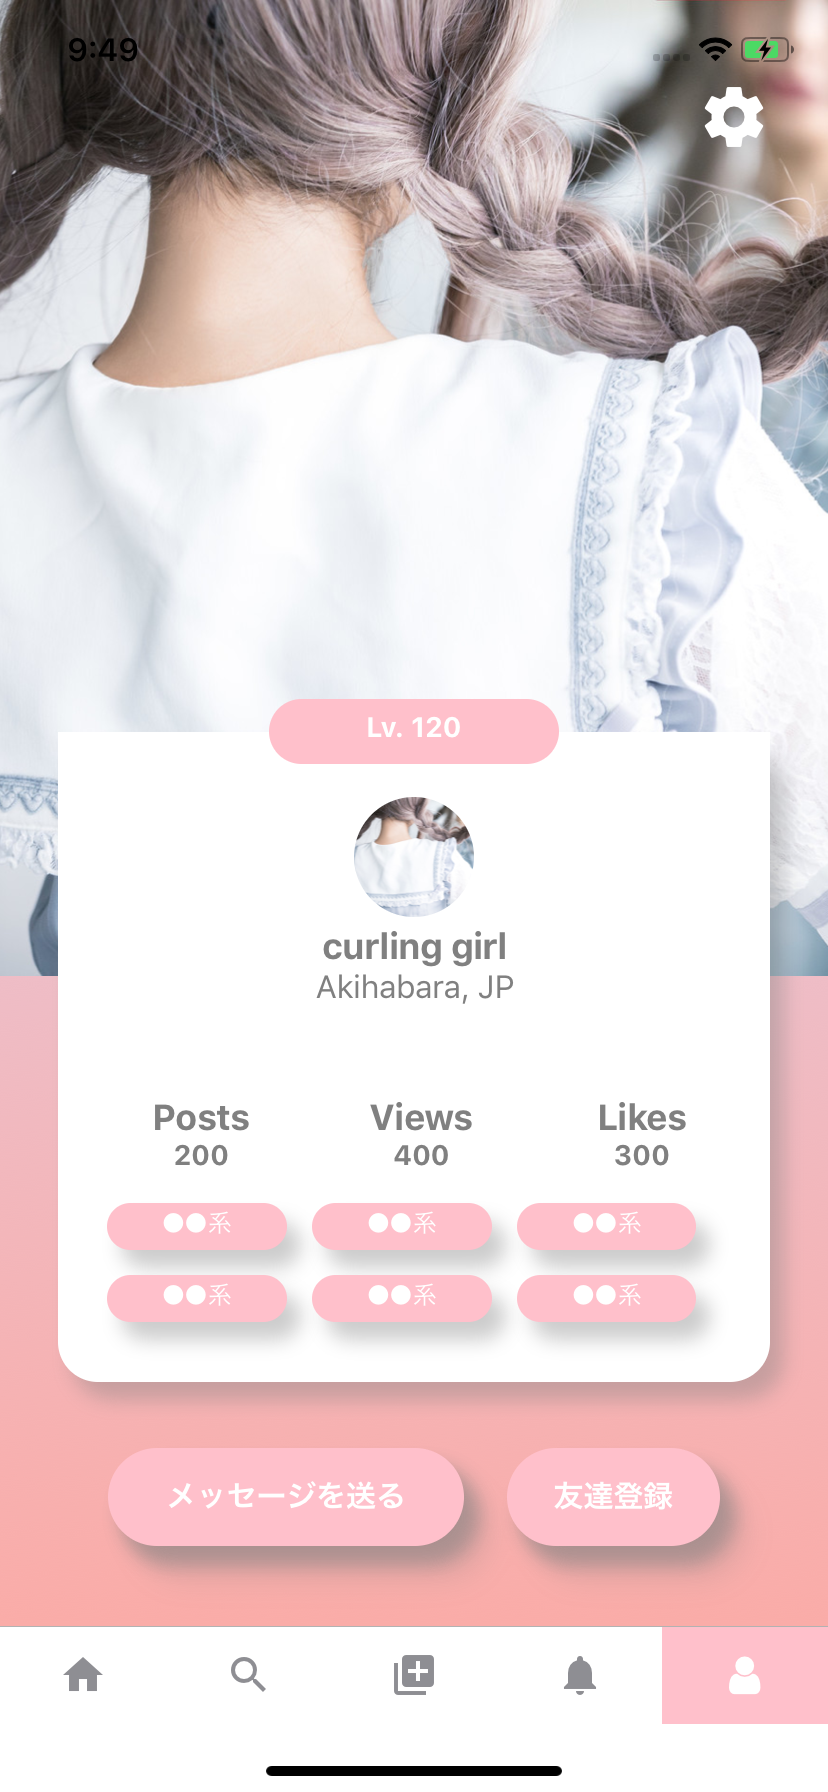 9:49
Lv. 120
curling girl
Akihabara, JP
Posts Views Likes
200 400 300
●●系 ●●系 ●●系
●●系 ●●系 ●●系
メッセージを送る 友達登録